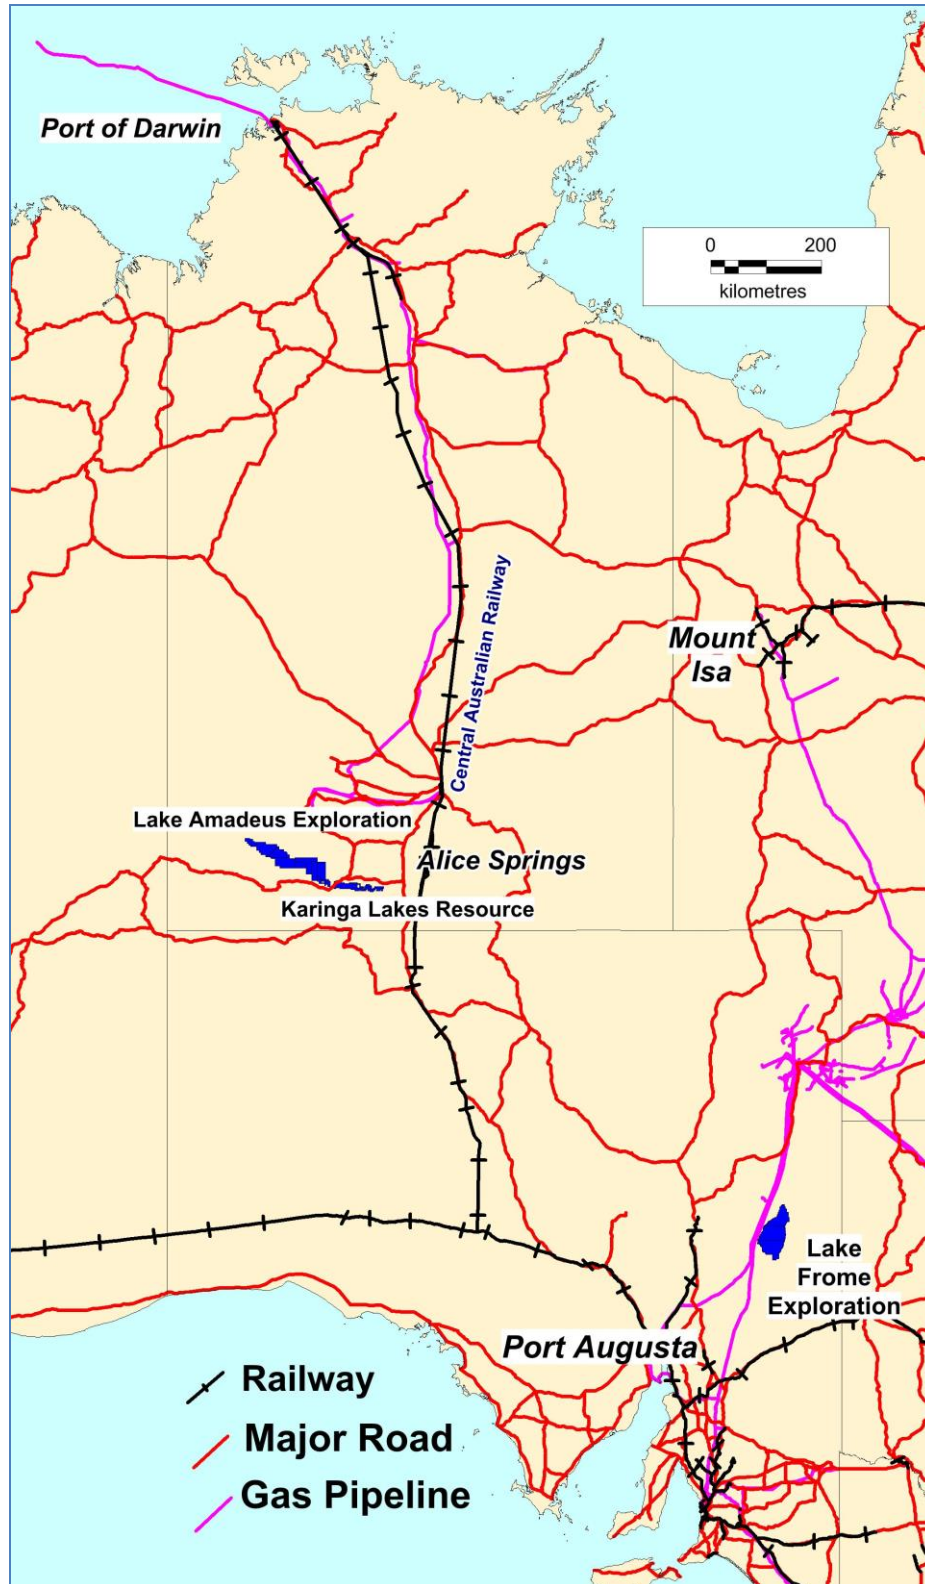 Port of Darwin
0 200
kilometres
Central Australian Railway
Mount
Isa
Lake Amadeus Exploration
Alice Springs
Karinga Lakes Resource
Lake
Frome
Exploration
Port Augusta
Railway
Major Road
Gas Pipeline